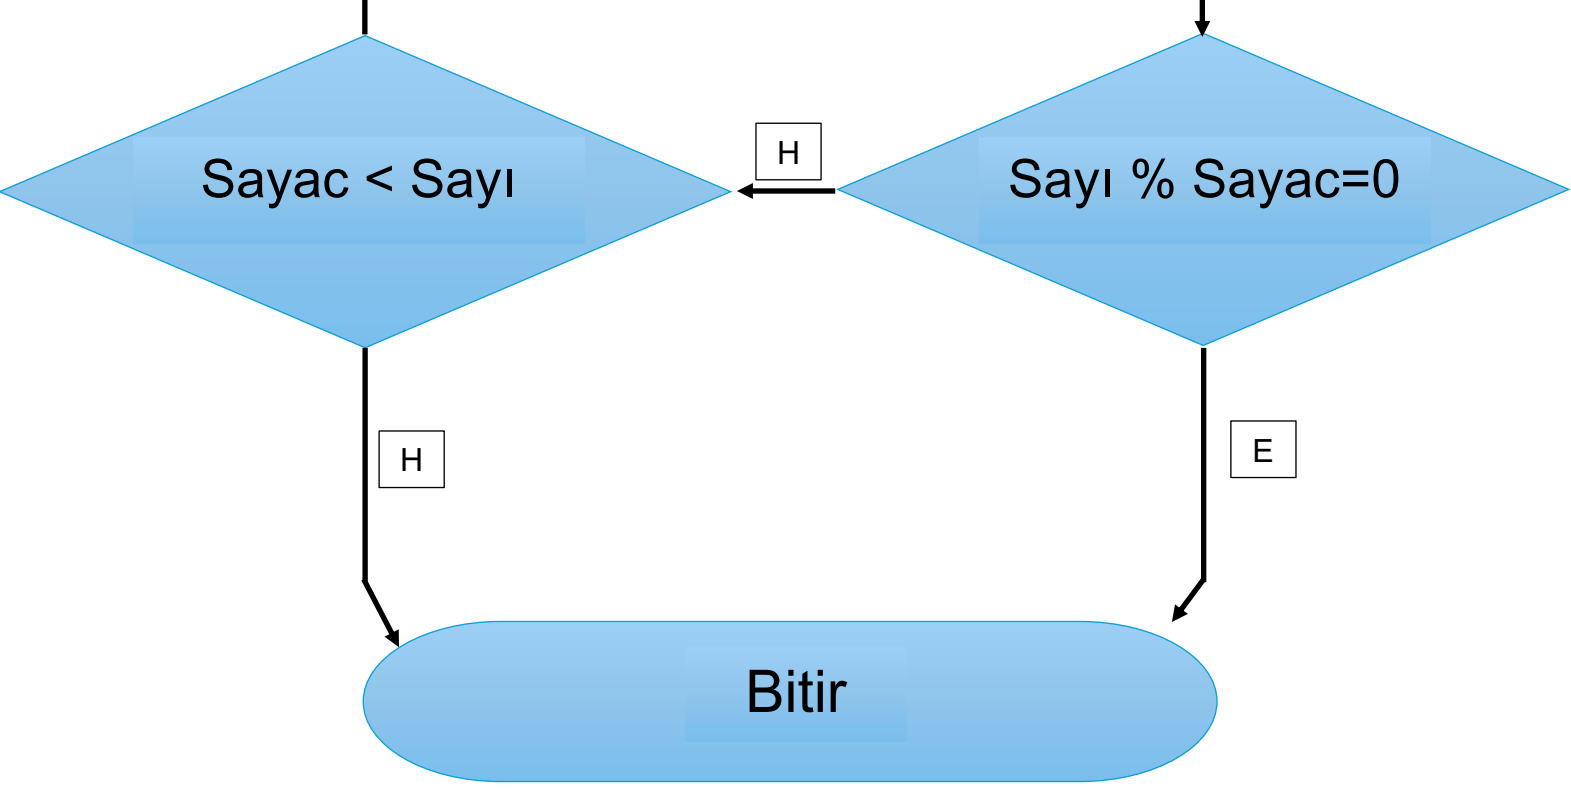 Sayac < Sayı
H
Sayı % Sayac=0
H
E
Bitir